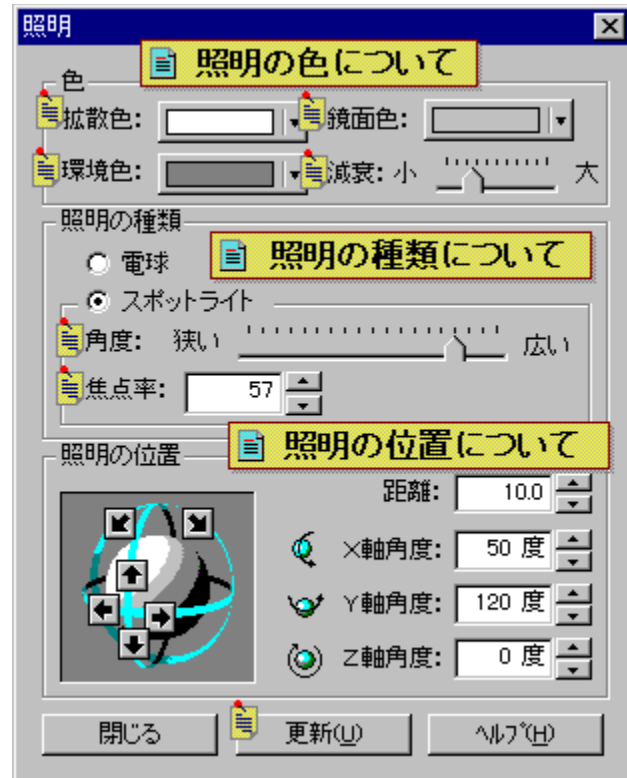 照明
照明の色について
色
拡散色: 鏡面色:
環境色: 減衰: 小 大
照明の種類
電球
照明の種類について
スポットライト
角度: 狭い 広い
焦点率: 57
照明の位置について
照明の位置
距離: 10.0
X軸角度: 50 度
Y軸角度: 120 度
Z軸角度: 0 度
閉じる 更新(U) ヘルプ(H)